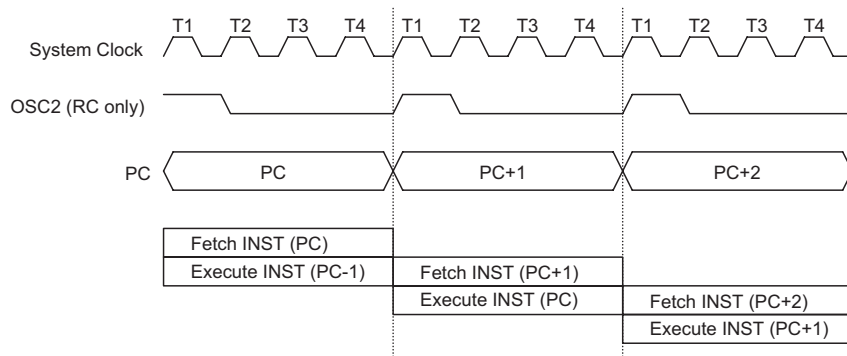 T1 T2 T3 T4 T1 T2 T3 T4 T1 T2 T3 T4
System Clock
OSC2 (RC only)
PC PC PC+1 PC+2
Fetch INST (PC)
Execute INST (PC-1) Fetch INST (PC+1)
Execute INST (PC) Fetch INST (PC+2)
Execute INST (PC+1)